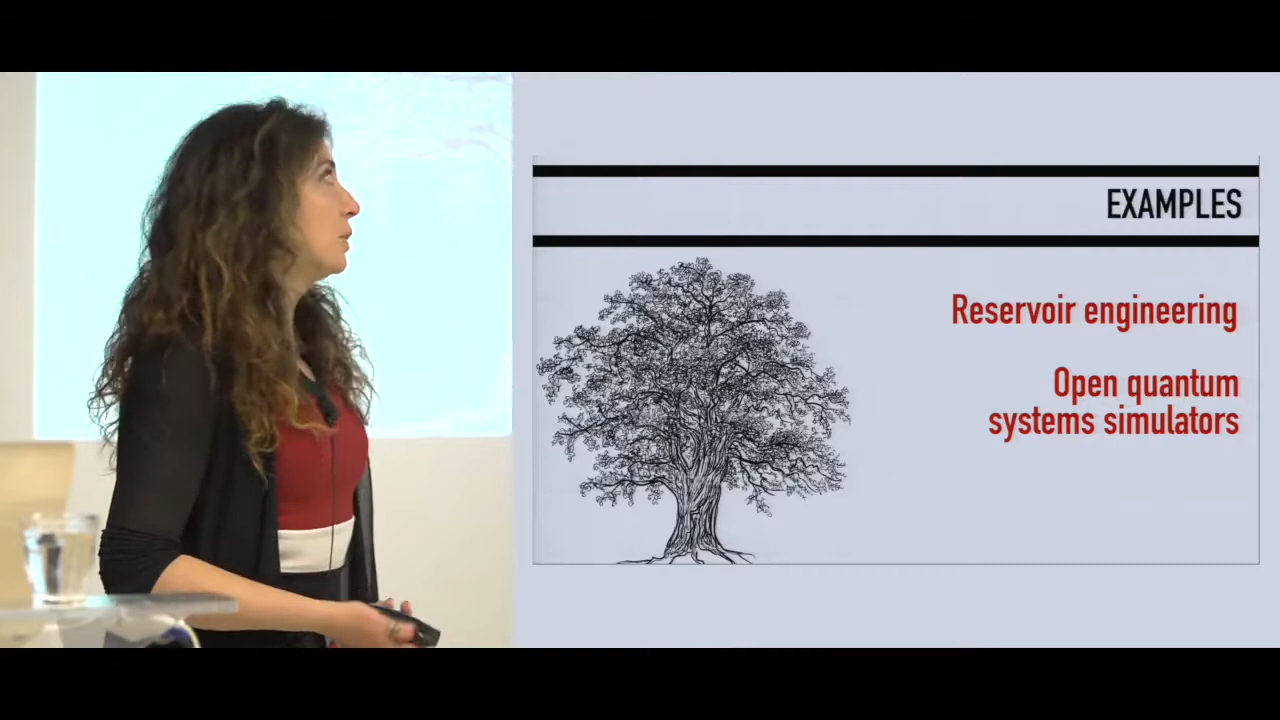 EXAMPLES
Reservoir engineering
Open quantum
systems simulators